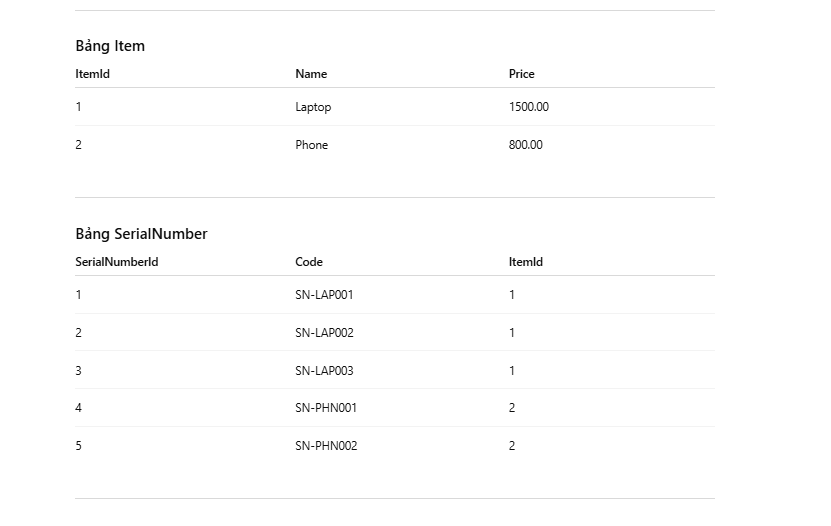 Bảng Item
ItemId Name Price
1 Laptop 1500.00
2 Phone 800.00
Bảng SerialNumber
SerialNumberId Code ItemId
1 SN-LAP001 1
2 SN-LAP002 1
3 SN-LAP003 1
4 SN-PHN001 2
5 SN-PHN002 2